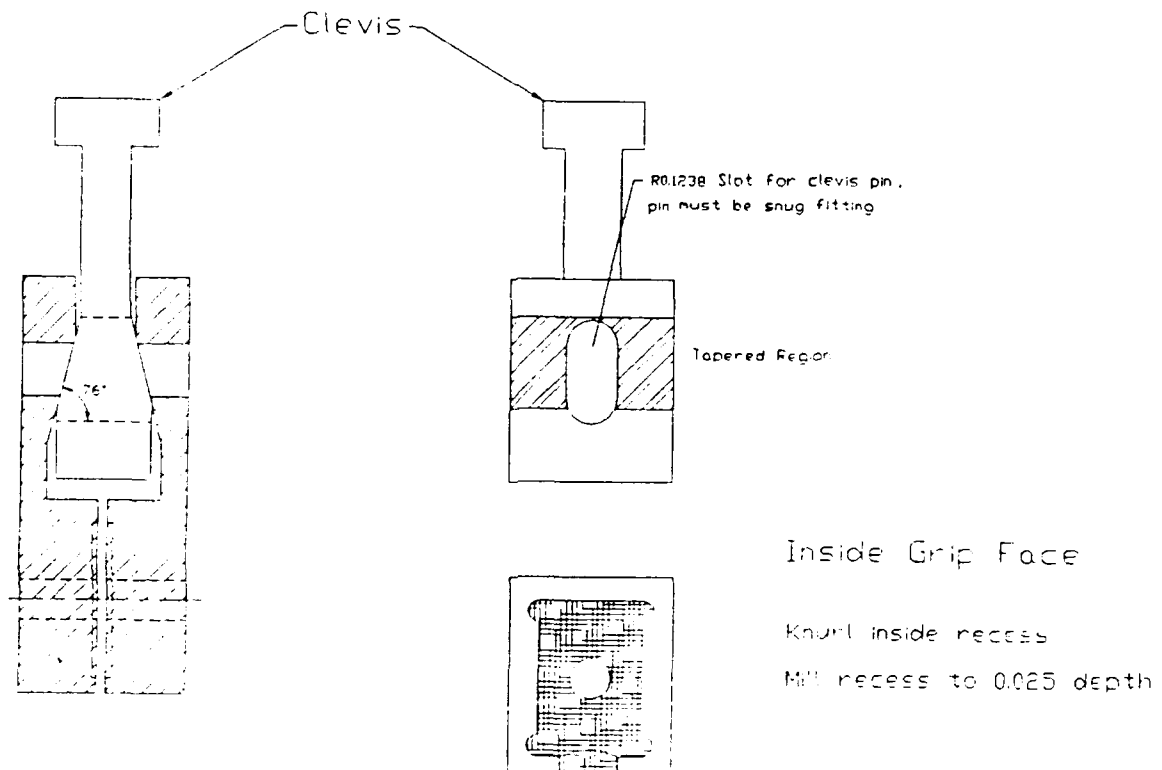 Clevis
R0.1238 Slot for clevis pin,
pin must be snug fitting
Tapered Region
76°
Inside Grip Face
Knurl inside recess
Mill recess to 0.025 depth